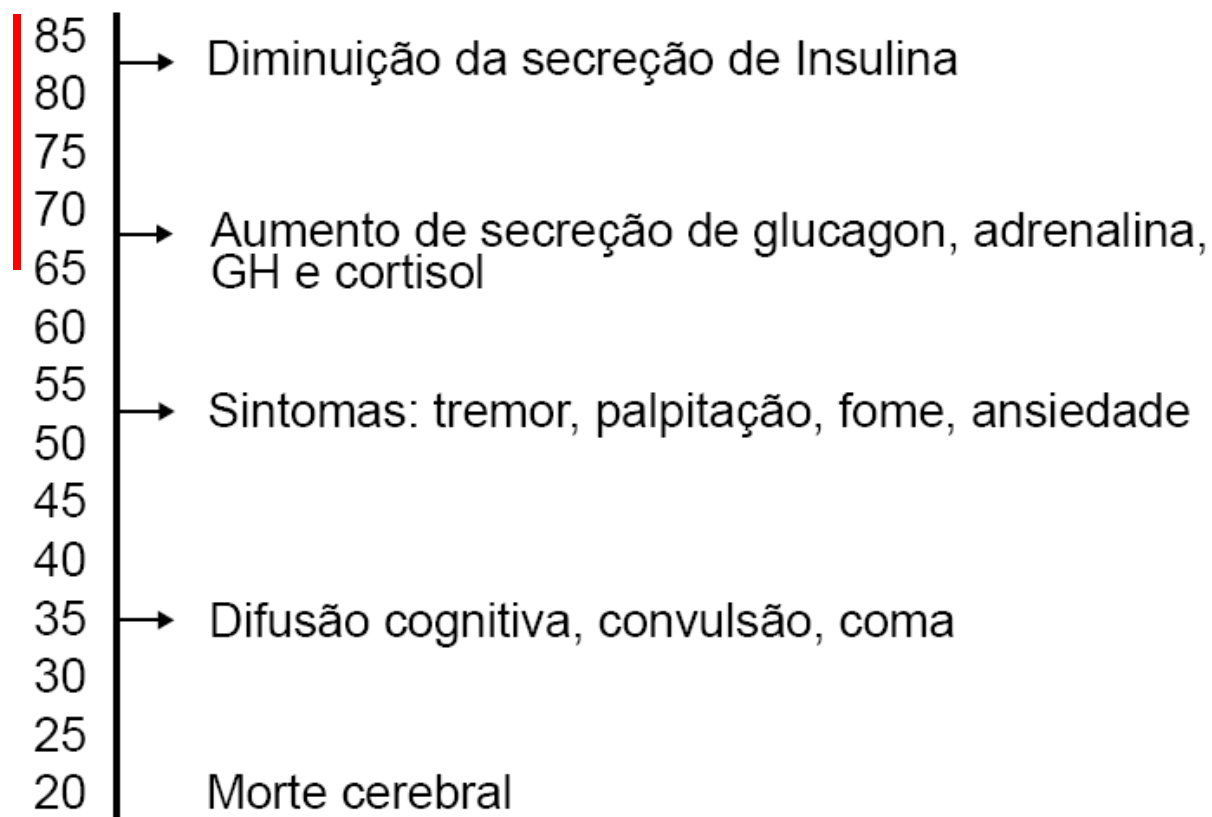 85
Diminuição da secreção de Insulina
80
75
70
Aumento de secreção de glucagon, adrenalina,
65
GH e cortisol
60
55
Sintomas: tremor, palpitação, fome, ansiedade
50
45
40
35
Difusão cognitiva, convulsão, coma
30
25
20
Morte cerebral